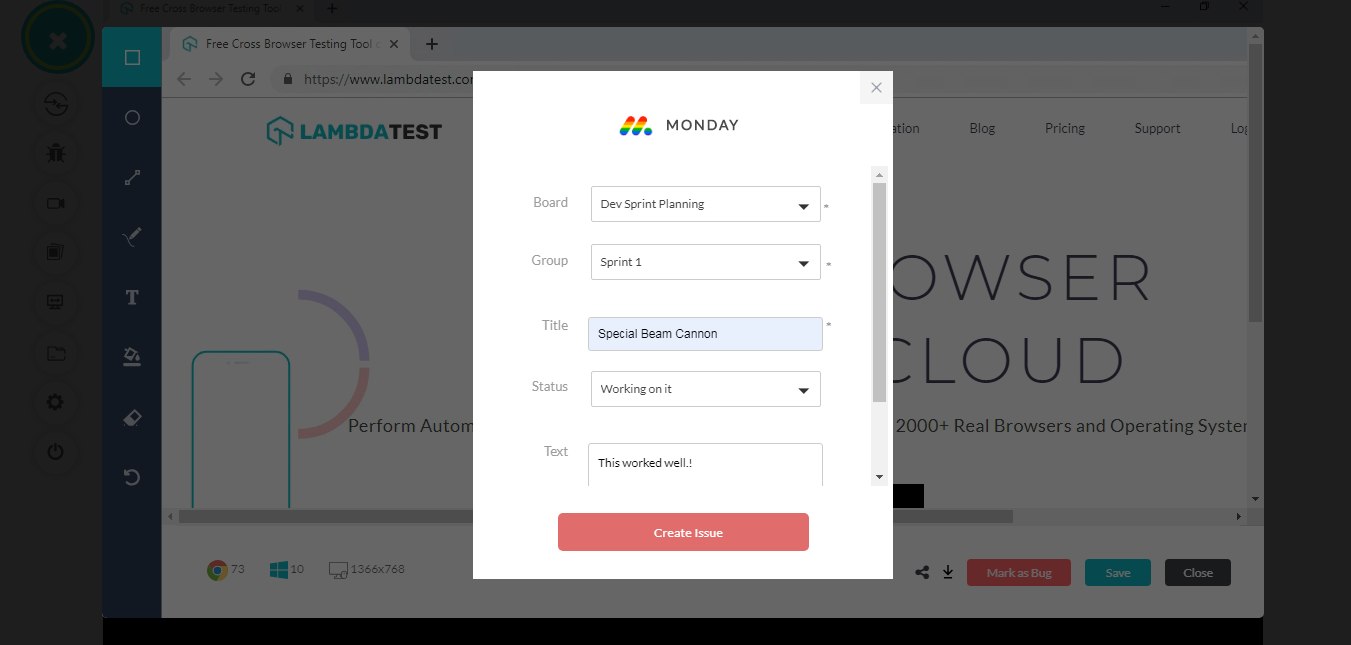 Free Cross Browser Testing Tool
Free Cross Browser Testing Tool
https://www.lambdatest.co
LAMBDATEST
Blog
Pricing
Support
MONDAY
Board
Dev Sprint Planning
*
Group
Sprint 1
*
Title
Special Beam Cannon
*
Status
Working on it
Text
This worked well.!
Create Issue
OWSER
CLOUD
Perform Autom
2000+ Real Browsers and Operating Syste
T
73
10
1366x768
Mark as Bug
Save
Close